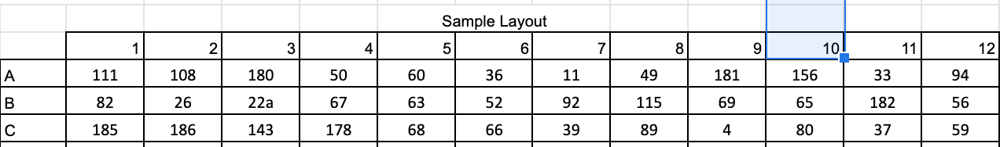 Sample Layout
1 2 3 4 5 6 7 8 9 10 11 12
A 111 108 180 50 60 36 11 49 181 156 33 94
B 82 26 22a 67 63 52 92 115 69 65 182 56
C 185 186 143 178 68 66 39 89 4 80 37 59